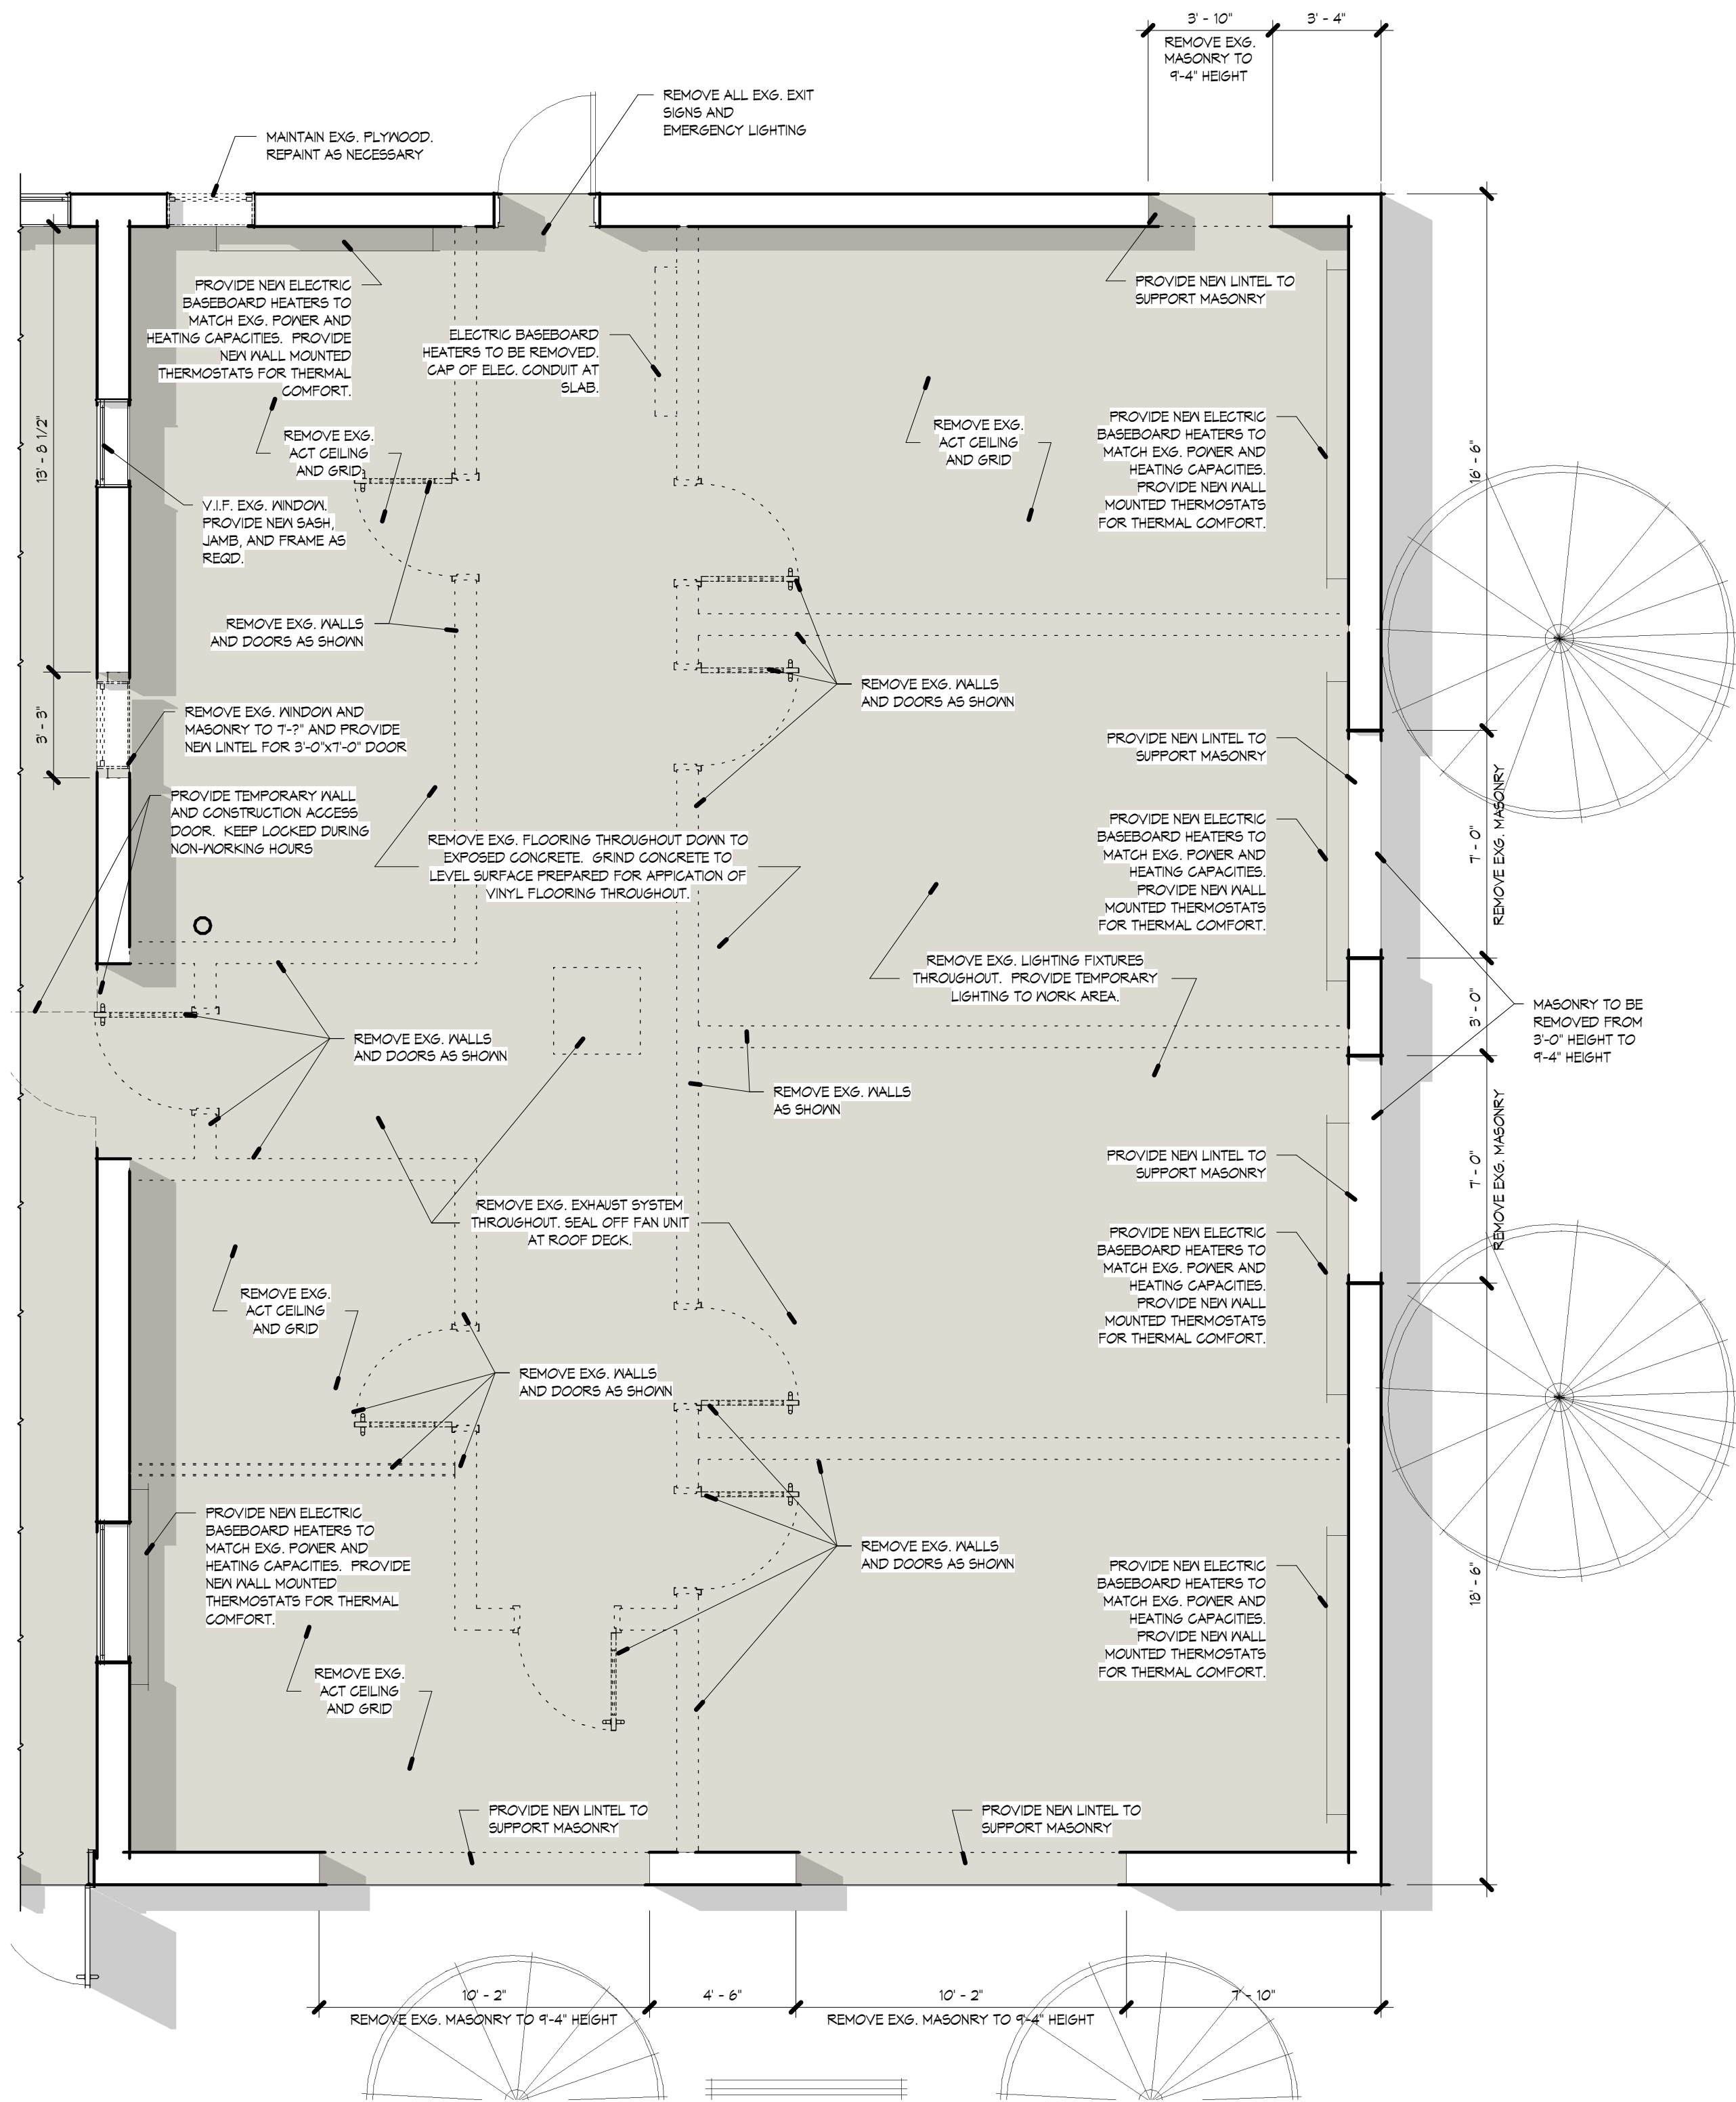 3' - 10"
3' - 4"
REMOVE EXG.
MASONRY TO
9'-4" HEIGHT
REMOVE ALL EXG. EXIT
SIGNS AND
EMERGENCY LIGHTING
MAINTAIN EXG. PLYWOOD.
REPAINT AS NECESSARY
PROVIDE NEW ELECTRIC
BASEBOARD HEATERS TO
MATCH EXG. POWER AND
HEATING CAPACITIES.  PROVIDE
NEW WALL MOUNTED
THERMOSTATS FOR THERMAL
COMFORT.
ELECTRIC BASEBOARD
HEATERS TO BE REMOVED.
CAP OF ELEC. CONDUIT AT
SLAB.
PROVIDE NEW LINTEL TO
SUPPORT MASONRY
REMOVE EXG.
ACT CEILING
AND GRID
REMOVE EXG.
ACT CEILING
AND GRID
PROVIDE NEW ELECTRIC
BASEBOARD HEATERS TO
MATCH EXG. POWER AND
HEATING CAPACITIES.
PROVIDE NEW WALL
MOUNTED THERMOSTATS
FOR THERMAL COMFORT.
13' - 8 1/2"
16' - 6"
V.I.F. EXG. WINDOW.
PROVIDE NEW SASH,
JAMB, AND FRAME AS
REQD.
REMOVE EXG. WALLS
AND DOORS AS SHOWN
REMOVE EXG. WALLS
AND DOORS AS SHOWN
3' - 3"
REMOVE EXG. WINDOW AND
MASONRY TO 7'-?" AND PROVIDE
NEW LINTEL FOR 3'-0"x7'-0" DOOR
PROVIDE NEW LINTEL TO
SUPPORT MASONRY
PROVIDE TEMPORARY WALL
AND CONSTRUCTION ACCESS
DOOR.  KEEP LOCKED DURING
NON-WORKING HOURS
REMOVE EXG. FLOORING THROUGHOUT DOWN TO
EXPOSED CONCRETE.  GRIND CONCRETE TO
LEVEL SURFACE PREPARED FOR APPICATION OF
VINYL FLOORING THROUGHOUT.
PROVIDE NEW ELECTRIC
BASEBOARD HEATERS TO
MATCH EXG. POWER AND
HEATING CAPACITIES.
PROVIDE NEW WALL
MOUNTED THERMOSTATS
FOR THERMAL COMFORT.
7' - 0"
REMOVE EXG. MASONRY
REMOVE EXG. LIGHTING FIXTURES
THROUGHOUT.  PROVIDE TEMPORARY
LIGHTING TO WORK AREA.
3' - 0"
MASONRY TO BE
REMOVED FROM
3'-0" HEIGHT TO
9'-4" HEIGHT
REMOVE EXG. WALLS
AND DOORS AS SHOWN
REMOVE EXG. WALLS
AS SHOWN
7' - 0"
REMOVE EXG. MASONRY
PROVIDE NEW LINTEL TO
SUPPORT MASONRY
REMOVE EXG. EXHAUST SYSTEM
THROUGHOUT. SEAL OFF FAN UNIT
AT ROOF DECK.
PROVIDE NEW ELECTRIC
BASEBOARD HEATERS TO
MATCH EXG. POWER AND
HEATING CAPACITIES.
PROVIDE NEW WALL
MOUNTED THERMOSTATS
FOR THERMAL COMFORT.
REMOVE EXG.
ACT CEILING
AND GRID
REMOVE EXG. WALLS
AND DOORS AS SHOWN
PROVIDE NEW ELECTRIC
BASEBOARD HEATERS TO
MATCH EXG. POWER AND
HEATING CAPACITIES.  PROVIDE
NEW WALL MOUNTED
THERMOSTATS FOR THERMAL
COMFORT.
REMOVE EXG. WALLS
AND DOORS AS SHOWN
PROVIDE NEW ELECTRIC
BASEBOARD HEATERS TO
MATCH EXG. POWER AND
HEATING CAPACITIES.
PROVIDE NEW WALL
MOUNTED THERMOSTATS
FOR THERMAL COMFORT.
18' - 6"
REMOVE EXG.
ACT CEILING
AND GRID
PROVIDE NEW LINTEL TO
SUPPORT MASONRY
PROVIDE NEW LINTEL TO
SUPPORT MASONRY
10' - 2"
4' - 6"
10' - 2"
7' - 10"
REMOVE EXG. MASONRY TO 9'-4" HEIGHT
REMOVE EXG. MASONRY TO 9'-4" HEIGHT